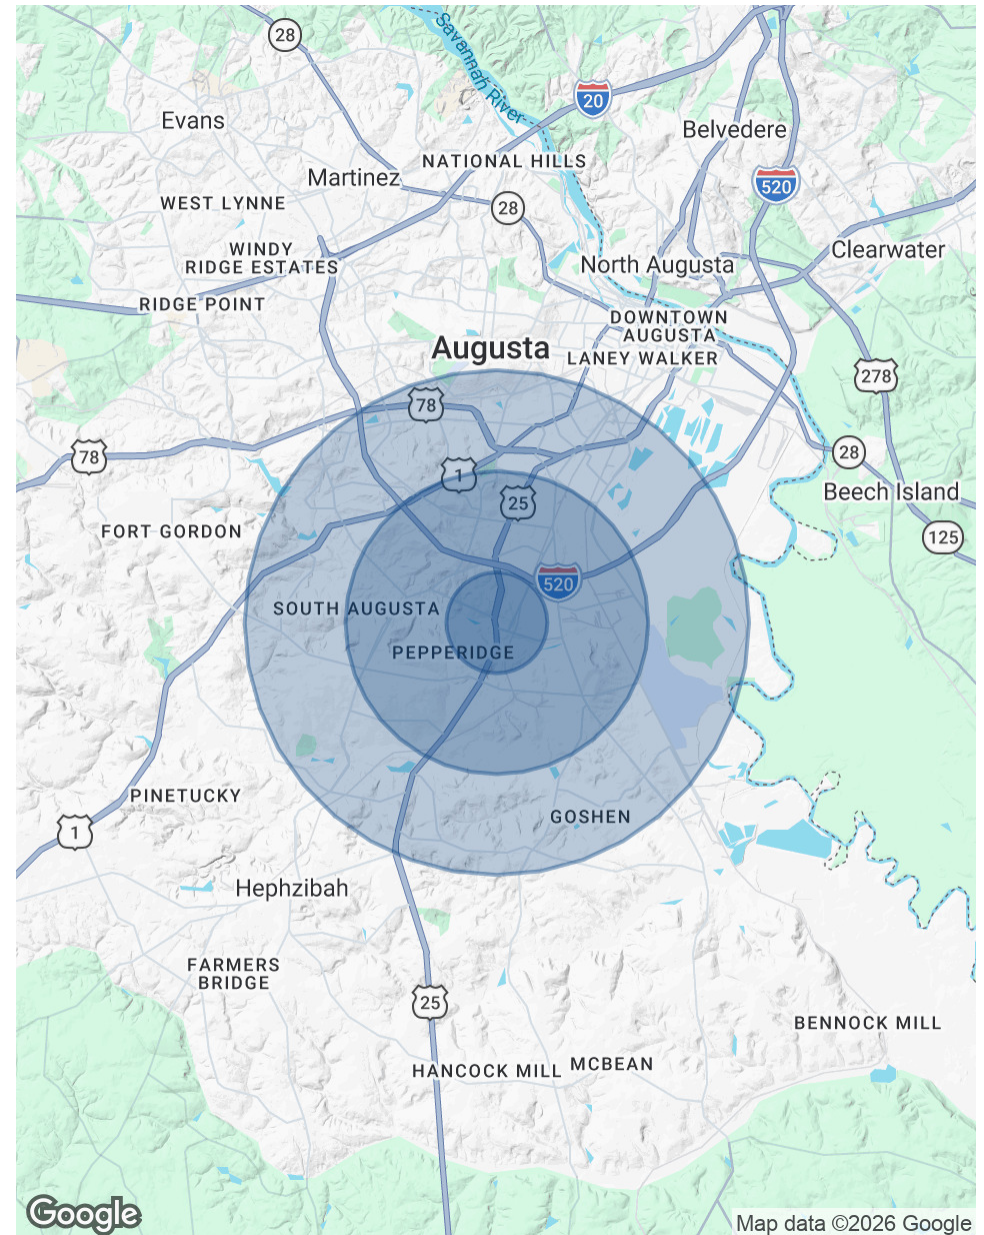 28
Savannah River
20
Evans
Belvedere
NATIONAL HILLS
Martinez
520
WEST LYNNE
28
WINDY
RIDGE ESTATES
Clearwater
North Augusta
RIDGE POINT
DOWNTOWN
AUGUSTA
Augusta
LANEY WALKER
278
78
78
28
1
25
Beech Island
FORT GORDON
125
520
SOUTH AUGUSTA
PEPPERIDGE
PINETUCKY
GOSHEN
1
Hephzibah
FARMERS
BRIDGE
25
BENNOCK MILL
HANCOCK MILL
MCBEAN
Google
Map data ©2026 Google